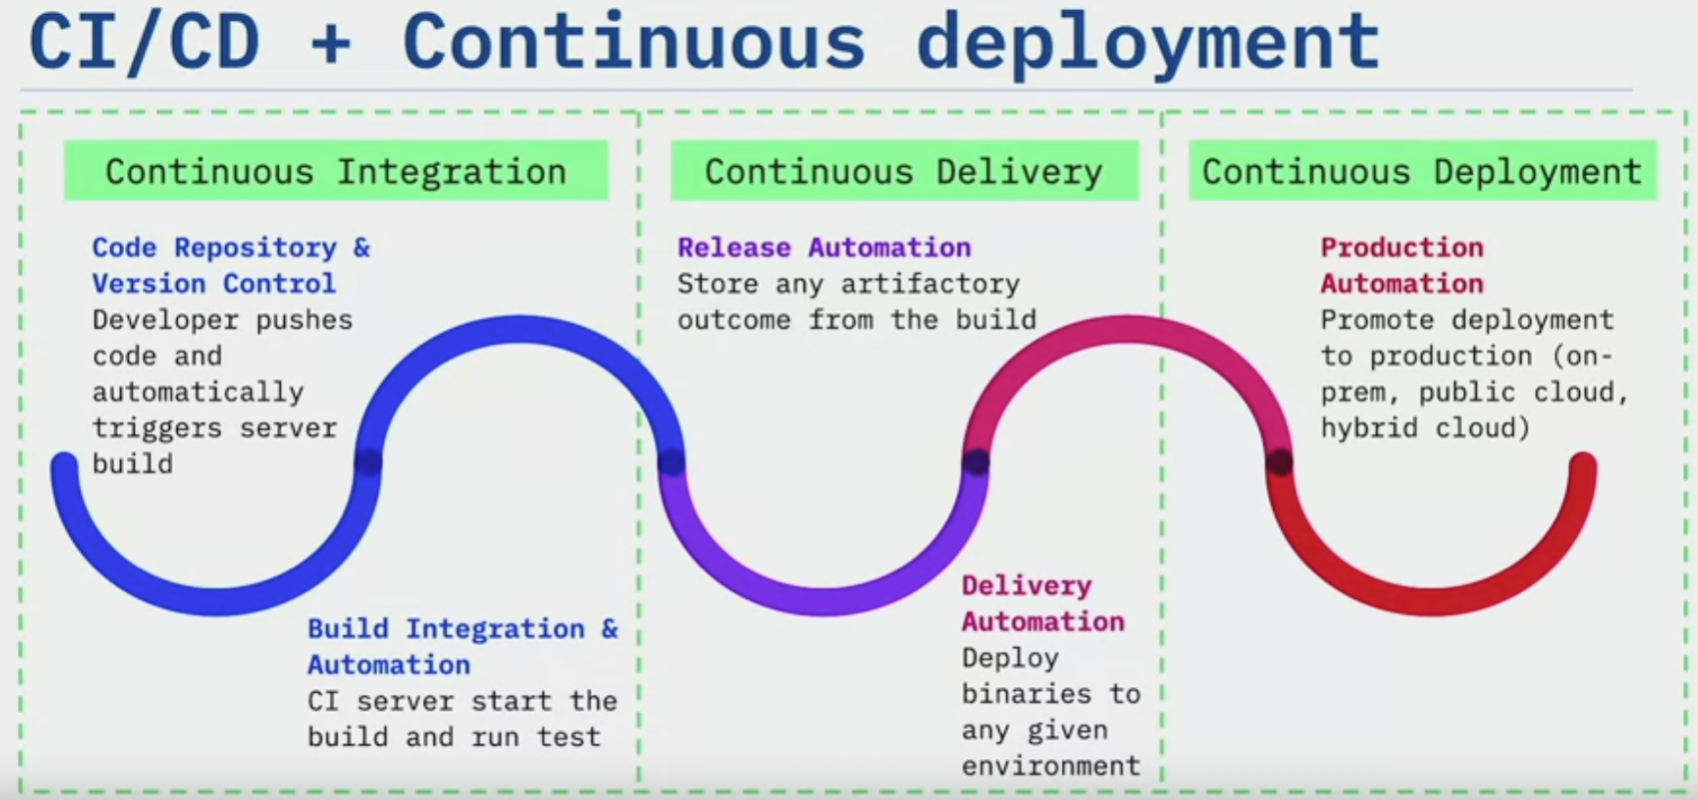 CI/CD + Continuous deployment
Continuous Integration
Code Repository &
Version Control
Developer pushes
code and
automatically
triggers server
build
Build Integration &
Automation
CI server start the
build and run test
Continuous Delivery
Release Automation
Store any artifactory
outcome from the build
Delivery
Automation
Deploy
binaries to
any given
environment
Continuous Deployment
Production
Automation
Promote deployment
to production (on-
prem, public cloud,
hybrid cloud)